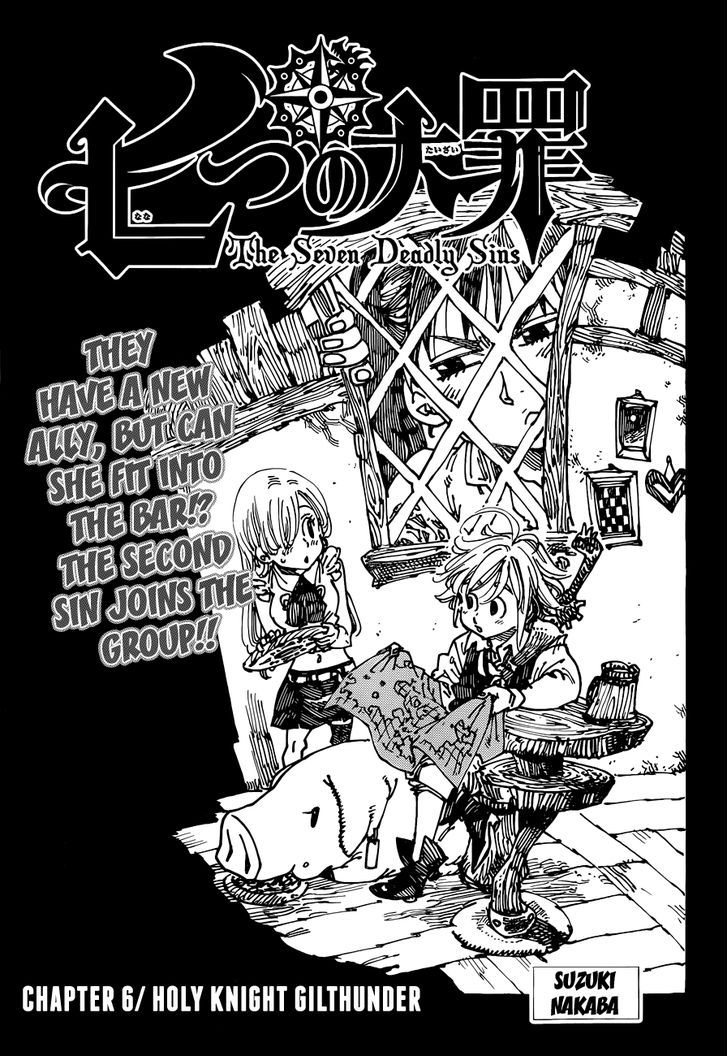 七つの大罪
なな
たいざい
The Seven Deadly Sins
THEY
HAVE A NEW
ALLY, BUT CAN
SHE FIT INTO
THE BAR!?
THE SECOND
SIN JOINS THE
GROUP!!
CHAPTER 6/ HOLY KNIGHT GILTHUNDER
SUZUKI
NAKABA